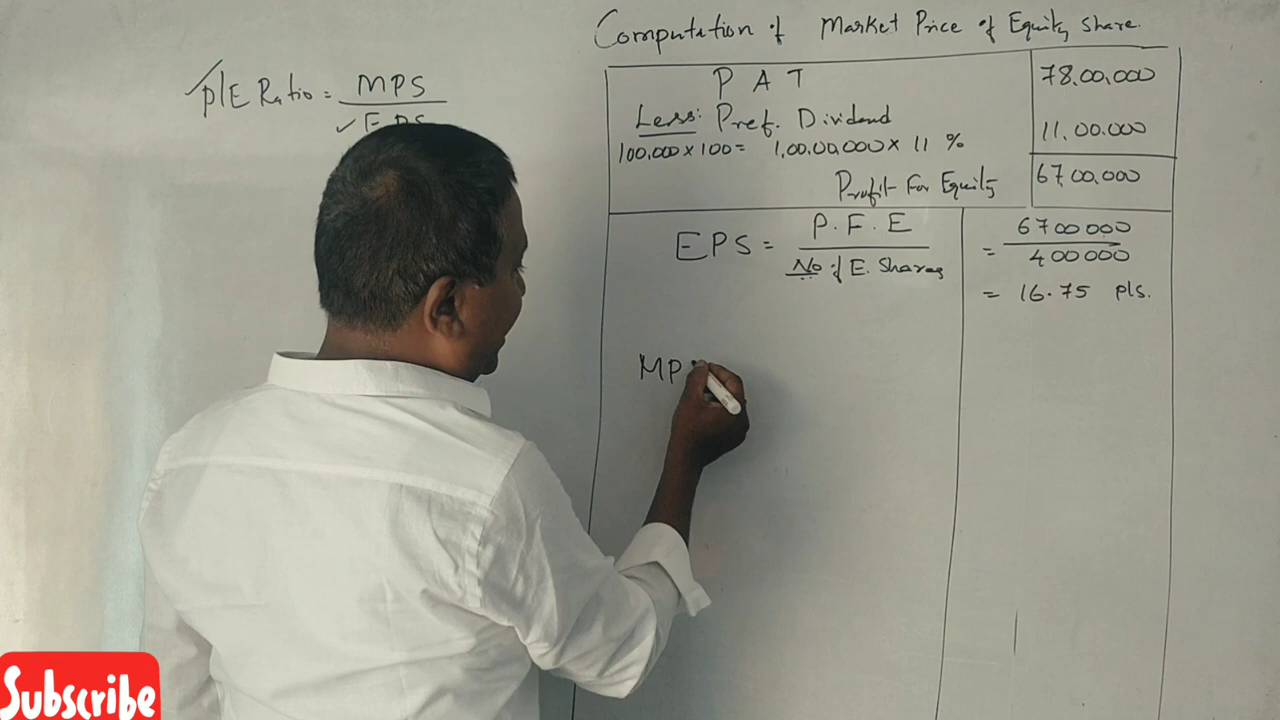 Computation of Market Price of Equity Share.
P/E Ratio = MPS
EPS
P A T 78,00,000
Less: Pref. Dividend 11,00,000
100,000 x 100 = 1,00,00,000 x 11 %
Profit For Equity 67,00,000
EPS = P.F.E
No of E. Shares
= 6700000
400000
= 16.75 P/s.
MP
Subscribe